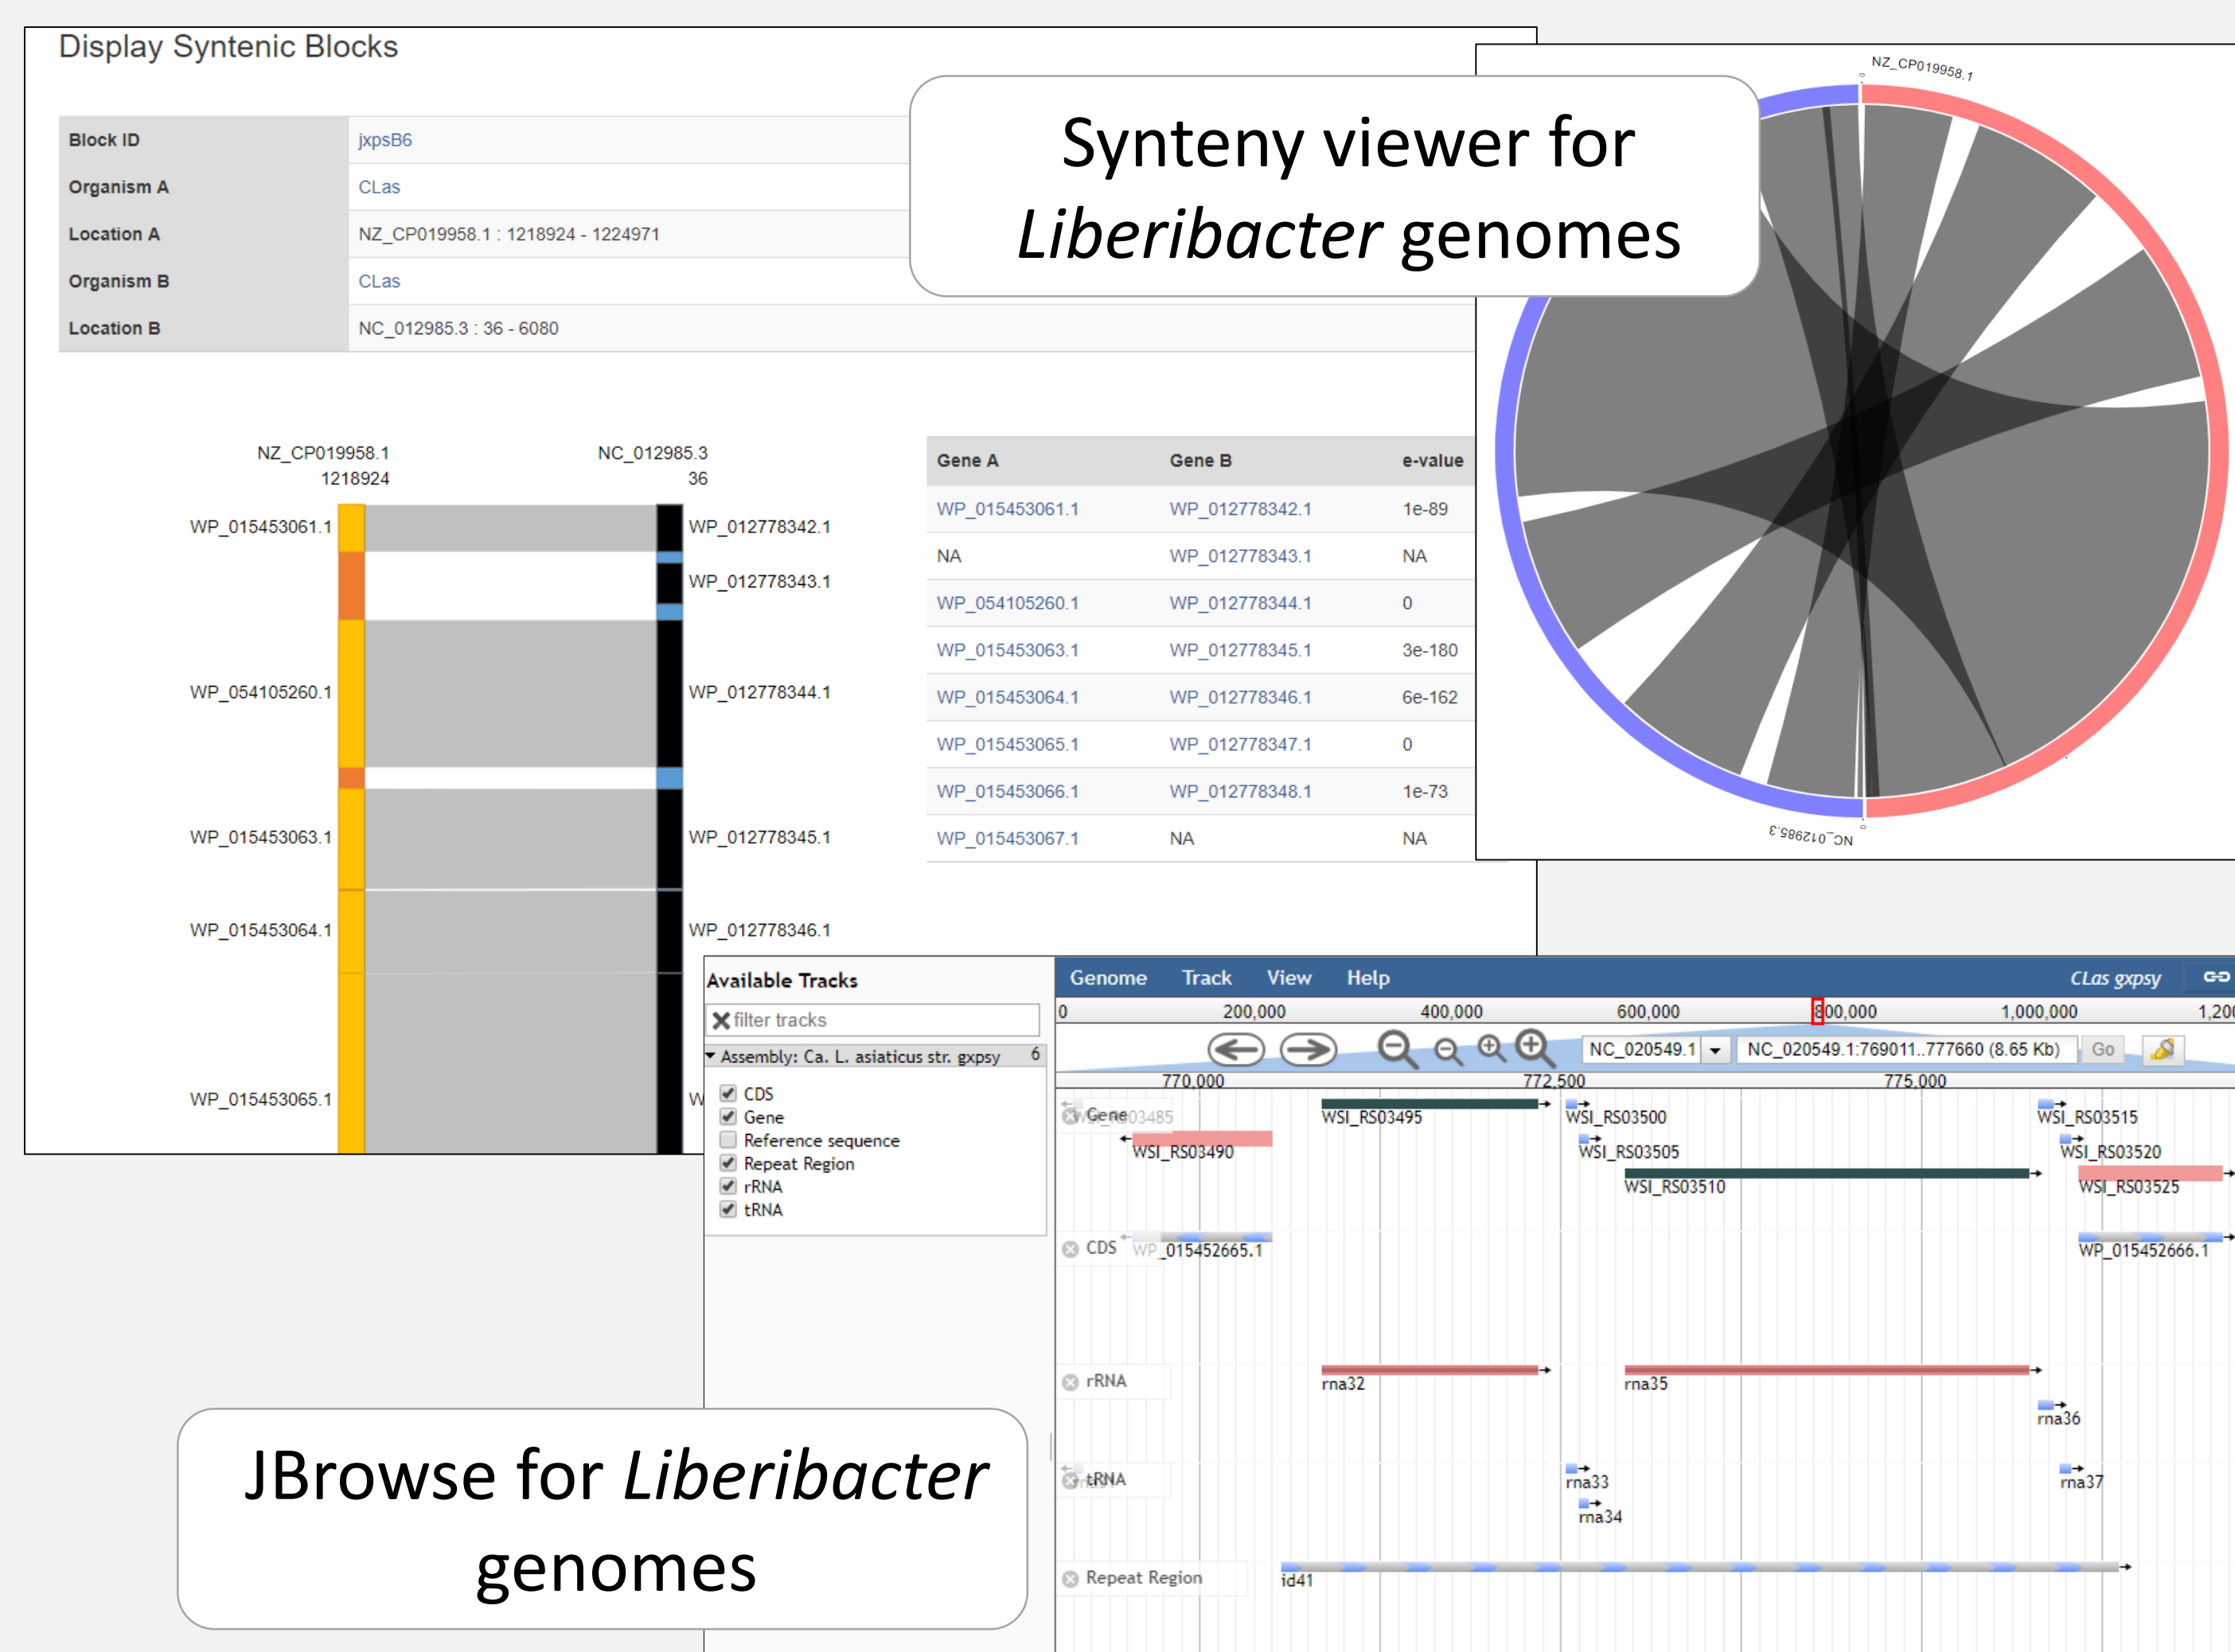 Display Syntenic Blocks
Synteny viewer for
Liberibacter genomes
Block ID jxpsB6
Organism A CLas
Location A NZ_CP019958.1 : 1218924 - 1224971
Organism B CLas
Location B NC_012985.3 : 36 - 6080
NZ_CP019958.1
0
NC_012985.3
0
NZ_CP019958.1 NC_012985.3
1218924 36
WP_015453061.1 WP_012778342.1
WP_012778343.1
WP_054105260.1 WP_012778344.1
WP_015453063.1 WP_012778345.1
WP_015453064.1 WP_012778346.1
WP_015453065.1
Gene A Gene B e-value
WP_015453061.1 WP_012778342.1 1e-89
NA WP_012778343.1 NA
WP_054105260.1 WP_012778344.1 0
WP_015453063.1 WP_012778345.1 3e-180
WP_015453064.1 WP_012778346.1 6e-162
WP_015453065.1 WP_012778347.1 0
WP_015453066.1 WP_012778348.1 1e-73
WP_015453067.1 NA NA
Available Tracks
filter tracks
Assembly: Ca. L. asiaticus str. gxpsy 6
CDS
Gene
Reference sequence
Repeat Region
rRNA
tRNA
Genome Track View Help CLas gxpsy
0 200,000 400,000 600,000 800,000 1,000,000
NC_020549.1 NC_020549.1:769011..777660 (8.65 Kb) Go
770,000 772,500 775,000
Gene WSI_RS03495 WSI_RS03500 WSI_RS03515
WSI_RS03490 WSI_RS03505 WSI_RS03520
WSI_RS03510 WSI_RS03525
CDS WP_015452665.1 WP_015452666.1
rRNA rna32 rna35
rna36
tRNA rna33 rna37
rna34
Repeat Region id41
JBrowse for Liberibacter
genomes